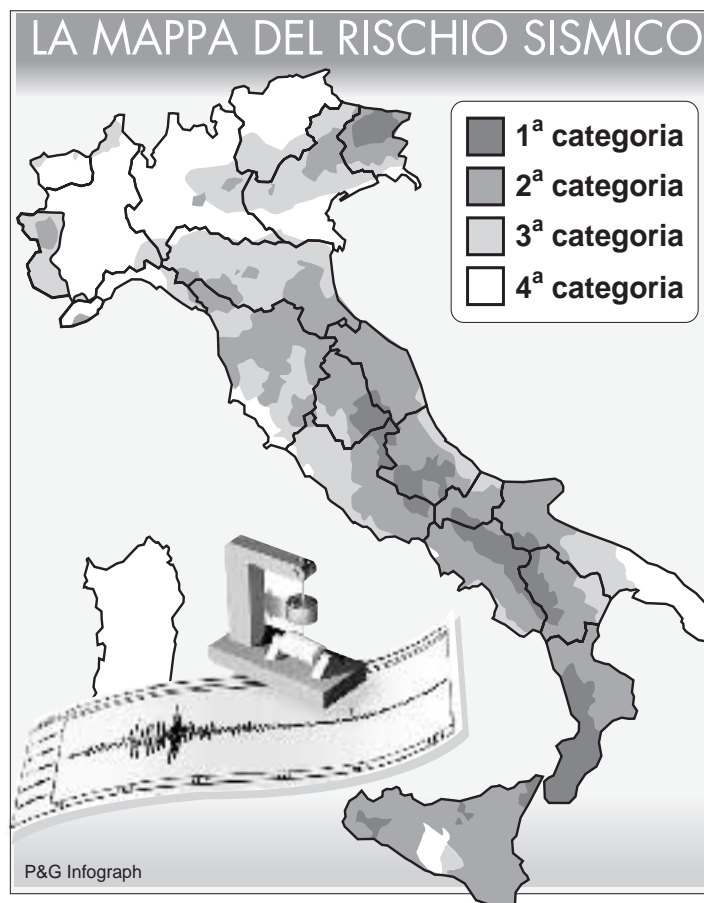 LA MAPPA DEL RISCHIO SISMICO
1ª categoria
2ª categoria
3ª categoria
4ª categoria
P&G Infograph